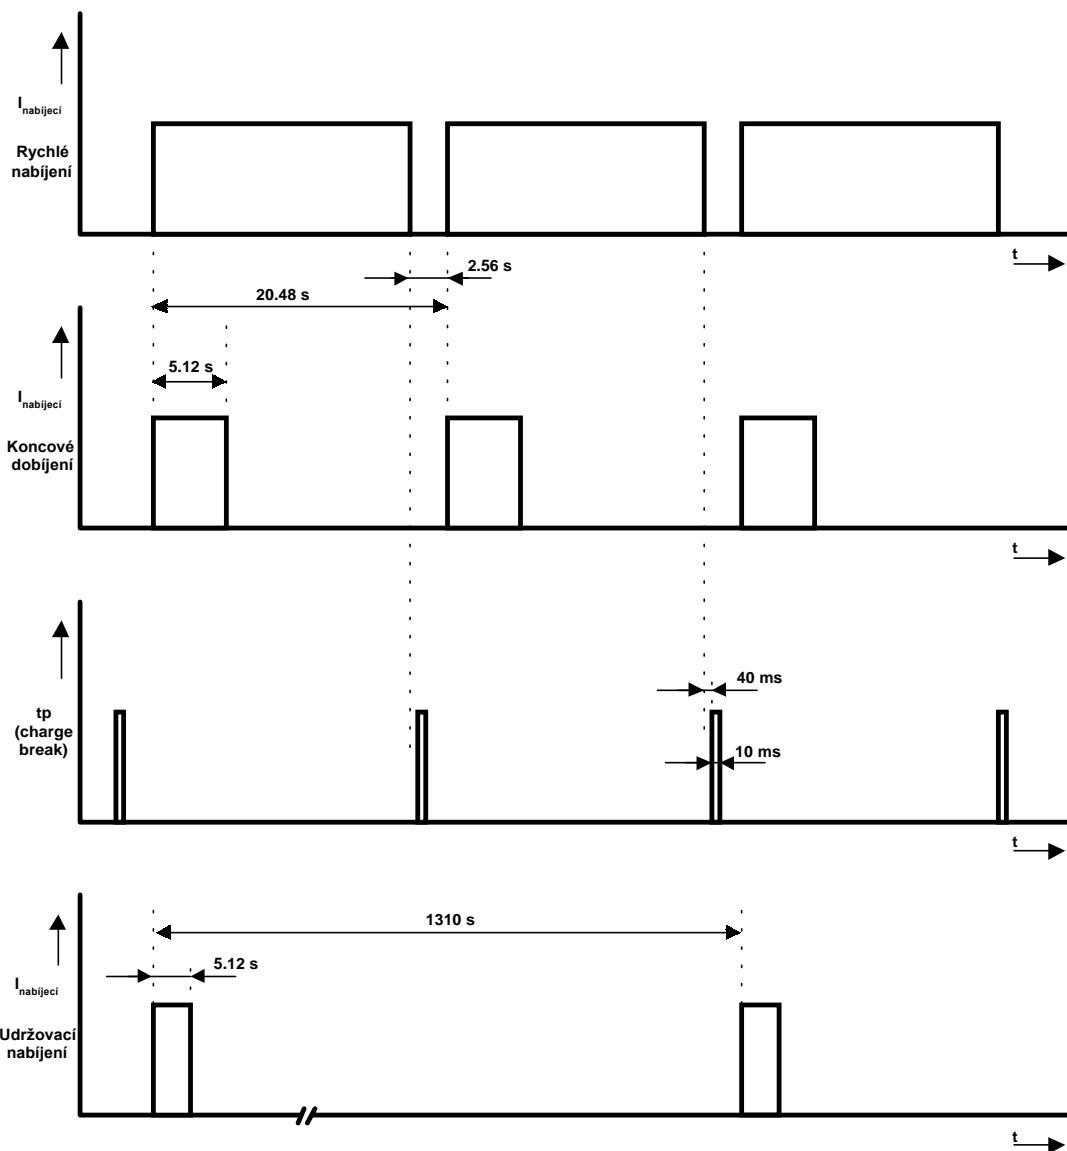 I nabíjecí
Rychlé
nabíjení
t
2.56 s
20.48 s
5.12 s
I nabíjecí
Koncové
dobíjení
t
40 ms
tp
(charge
break)
10 ms
t
1310 s
5.12 s
I nabíjecí
Udržovací
nabíjení
t